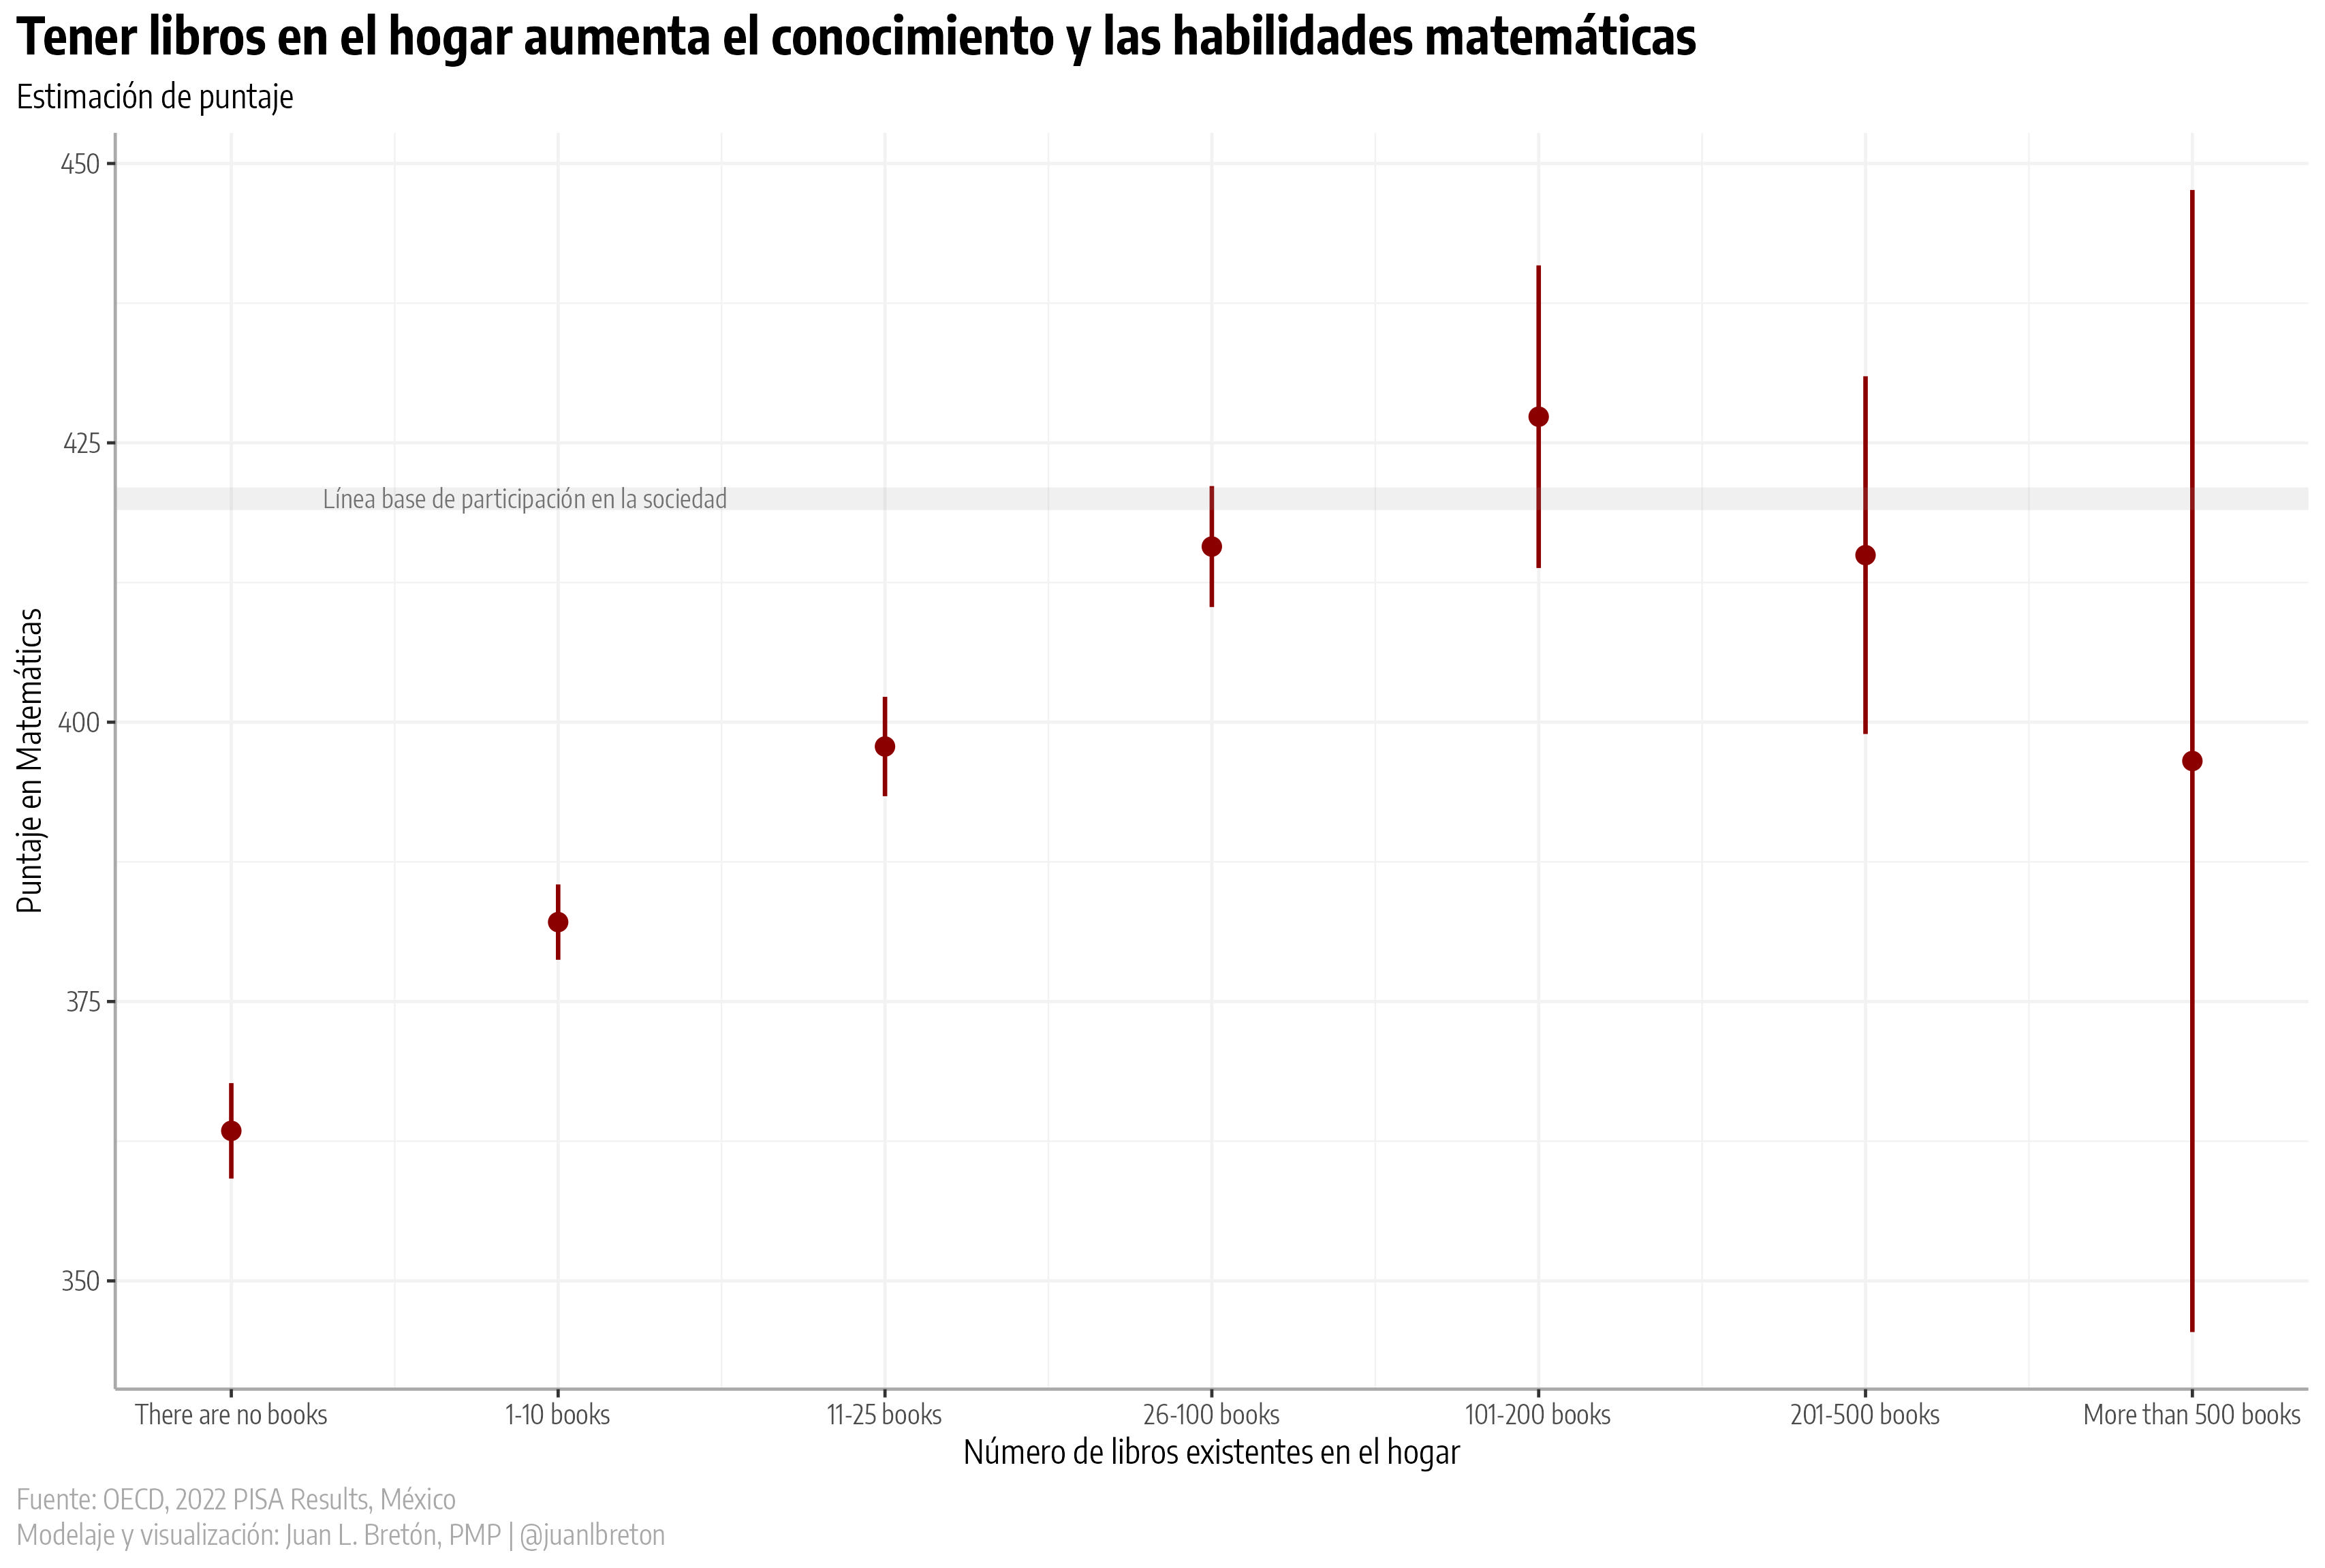 Tener libros en el hogar aumenta el conocimiento y las habilidades matemáticas
Estimación de puntaje
450
425
Línea base de participación en la sociedad
400
375
350
Puntaje en Matemáticas
There are no books
1-10 books
11-25 books
26-100 books
101-200 books
201-500 books
More than 500 books
Número de libros existentes en el hogar
Fuente: OECD, 2022 PISA Results, México
Modelaje y visualización: Juan L. Bretón, PMP | @juanlbreton